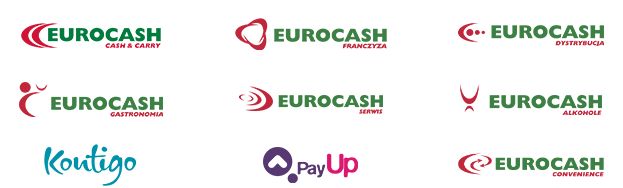 EUROCASH
CASH & CARRY
EUROCASH
FRANCZYZA
EUROCASH
DYSTRYBUCJA
EUROCASH
GASTRONOMIA
EUROCASH
SERWIS
EUROCASH
ALKOHOLE
Kontigo
PayUp
EUROCASH
CONVENIENCE